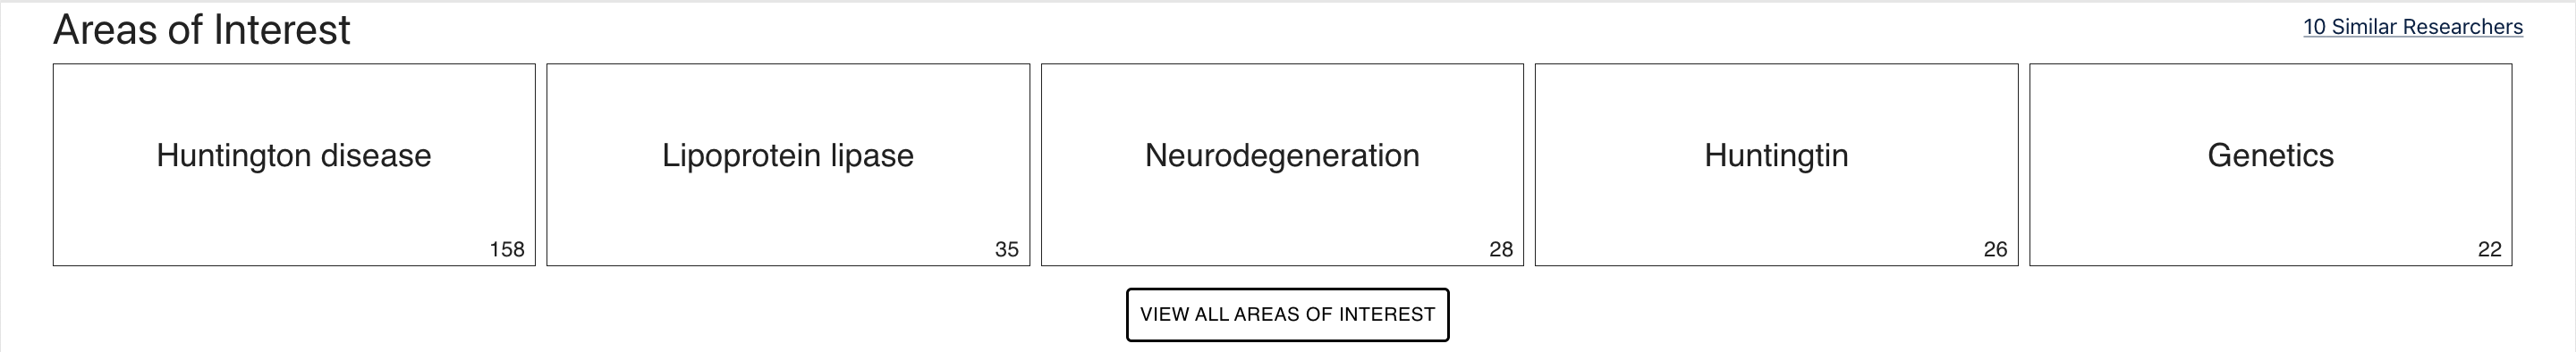 Areas of Interest
10 Similar Researchers
Huntington disease
158
Lipoprotein lipase
35
Neurodegeneration
28
Huntingtin
26
Genetics
22
VIEW ALL AREAS OF INTEREST